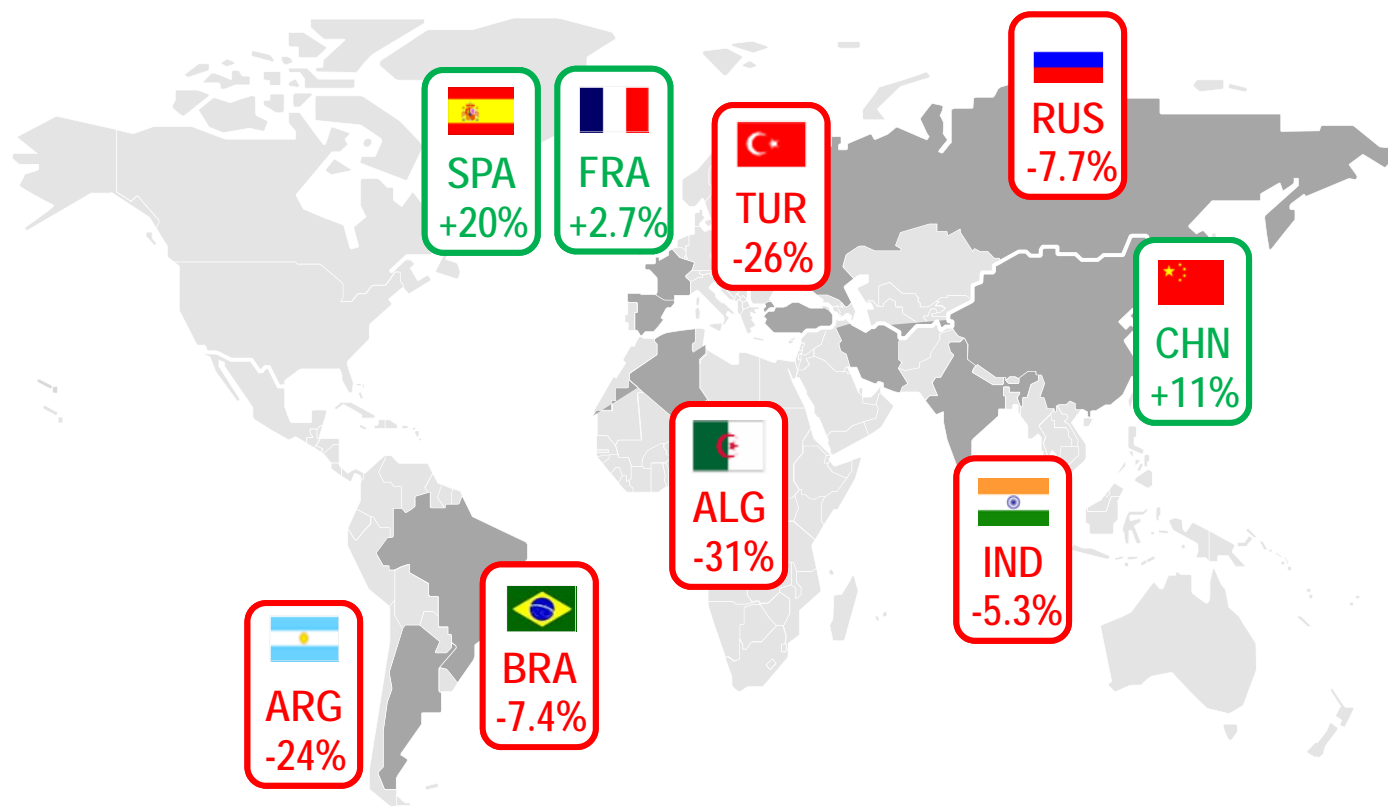 SPA
+20%
FRA
+2.7%
TUR
-26%
RUS
-7.7%
CHN
+11%
ALG
-31%
IND
-5.3%
BRA
-7.4%
ARG
-24%